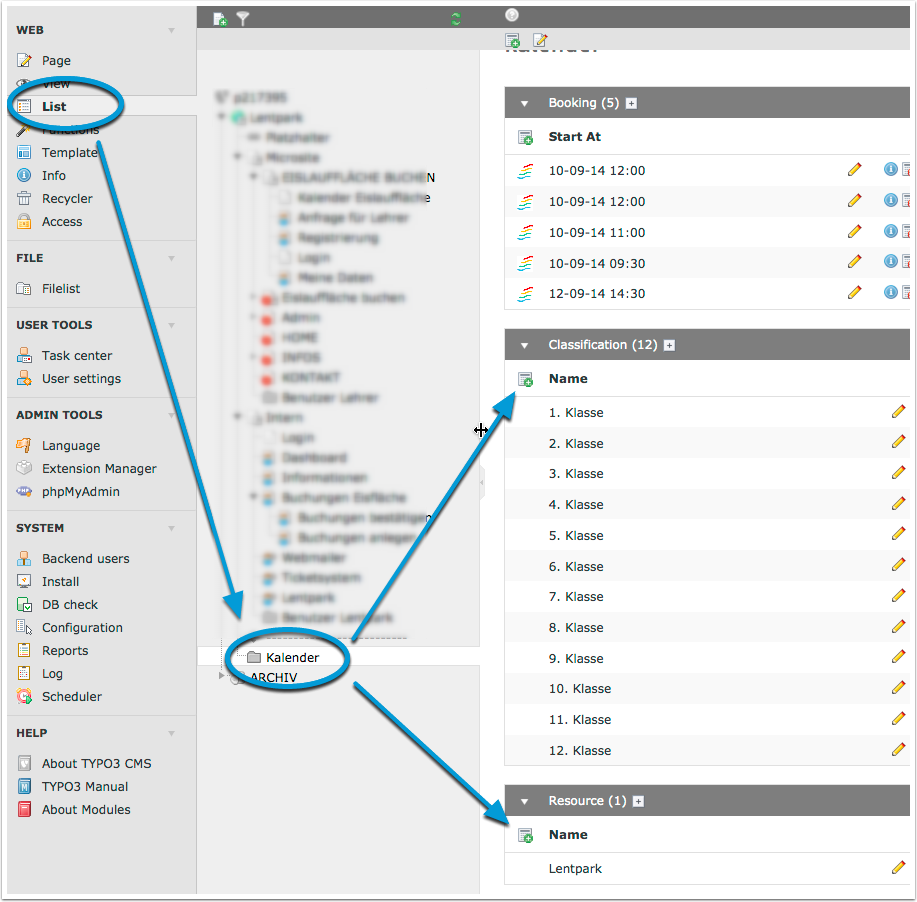 WEB
Page
View
List
Functions
Template
Info
Recycler
Access
FILE
Filelist
USER TOOLS
Task center
User settings
ADMIN TOOLS
Language
Extension Manager
phpMyAdmin
SYSTEM
Backend users
Install
DB check
Configuration
Reports
Log
Scheduler
HELP
About TYPO3 CMS
TYPO3 Manual
About Modules
p217395
Lentpark
Platzhalter
Microsite
EISLAUFFLÄCHE BUCHEN
Kalender Eislauffläche
Anfrage für Lehrer
Registrierung
Login
Meine Daten
Eislauffläche buchen
Admin
HOME
INFOS
KONTAKT
Benutzer Lehrer
Intern
Login
Dashboard
Informationen
Buchungen Eisfläche
Buchungen bestätigen
Buchungen anlegen
Webmailer
Ticketsystem
Lentpark
Benutzer Lentpark
Kalender
ARCHIV
Kalender
Booking (5)
Start At
10-09-14 12:00
10-09-14 12:00
10-09-14 11:00
10-09-14 09:30
12-09-14 14:30
Classification (12)
Name
1. Klasse
2. Klasse
3. Klasse
4. Klasse
5. Klasse
6. Klasse
7. Klasse
8. Klasse
9. Klasse
10. Klasse
11. Klasse
12. Klasse
Resource (1)
Name
Lentpark